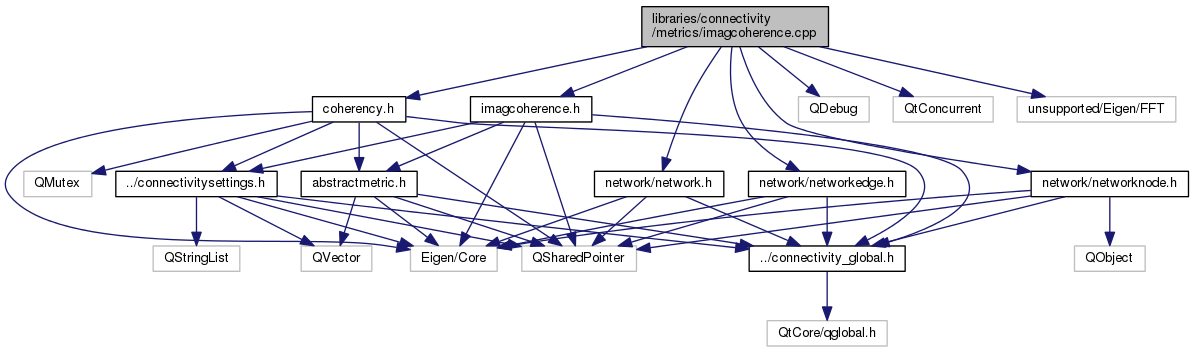 libraries/connectivity
/metrics/imagcoherence.cpp
coherency.h
imagcoherence.h
QDebug
QtConcurrent
unsupported/Eigen/FFT
QMutex
../connectivitysettings.h
abstractmetric.h
network/network.h
network/networkedge.h
network/networknode.h
QStringList
QVector
Eigen/Core
QSharedPointer
../connectivity_global.h
QObject
QtCore/qglobal.h